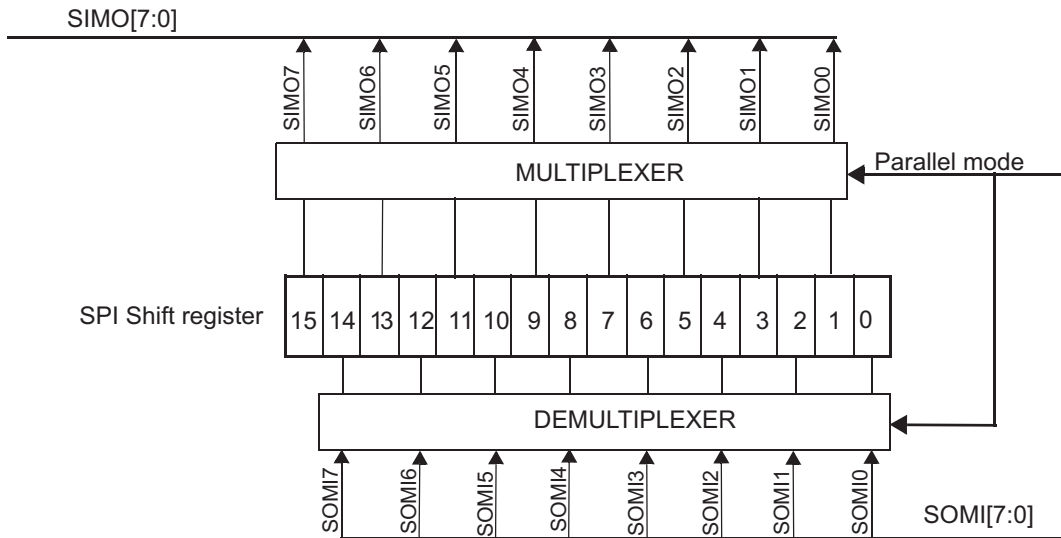 SIMO[7:0]
SIMO7 SIMO6 SIMO5 SIMO4 SIMO3 SIMO2 SIMO1 SIMO0
MULTIPLEXER
Parallel mode
SPI Shift register
15 14 13 12 11 10 9 8 7 6 5 4 3 2 1 0
DEMULTIPLEXER
SOMI7 SOMI6 SOMI5 SOMI4 SOMI3 SOMI2 SOMI1 SOMI0
SOMI[7:0]